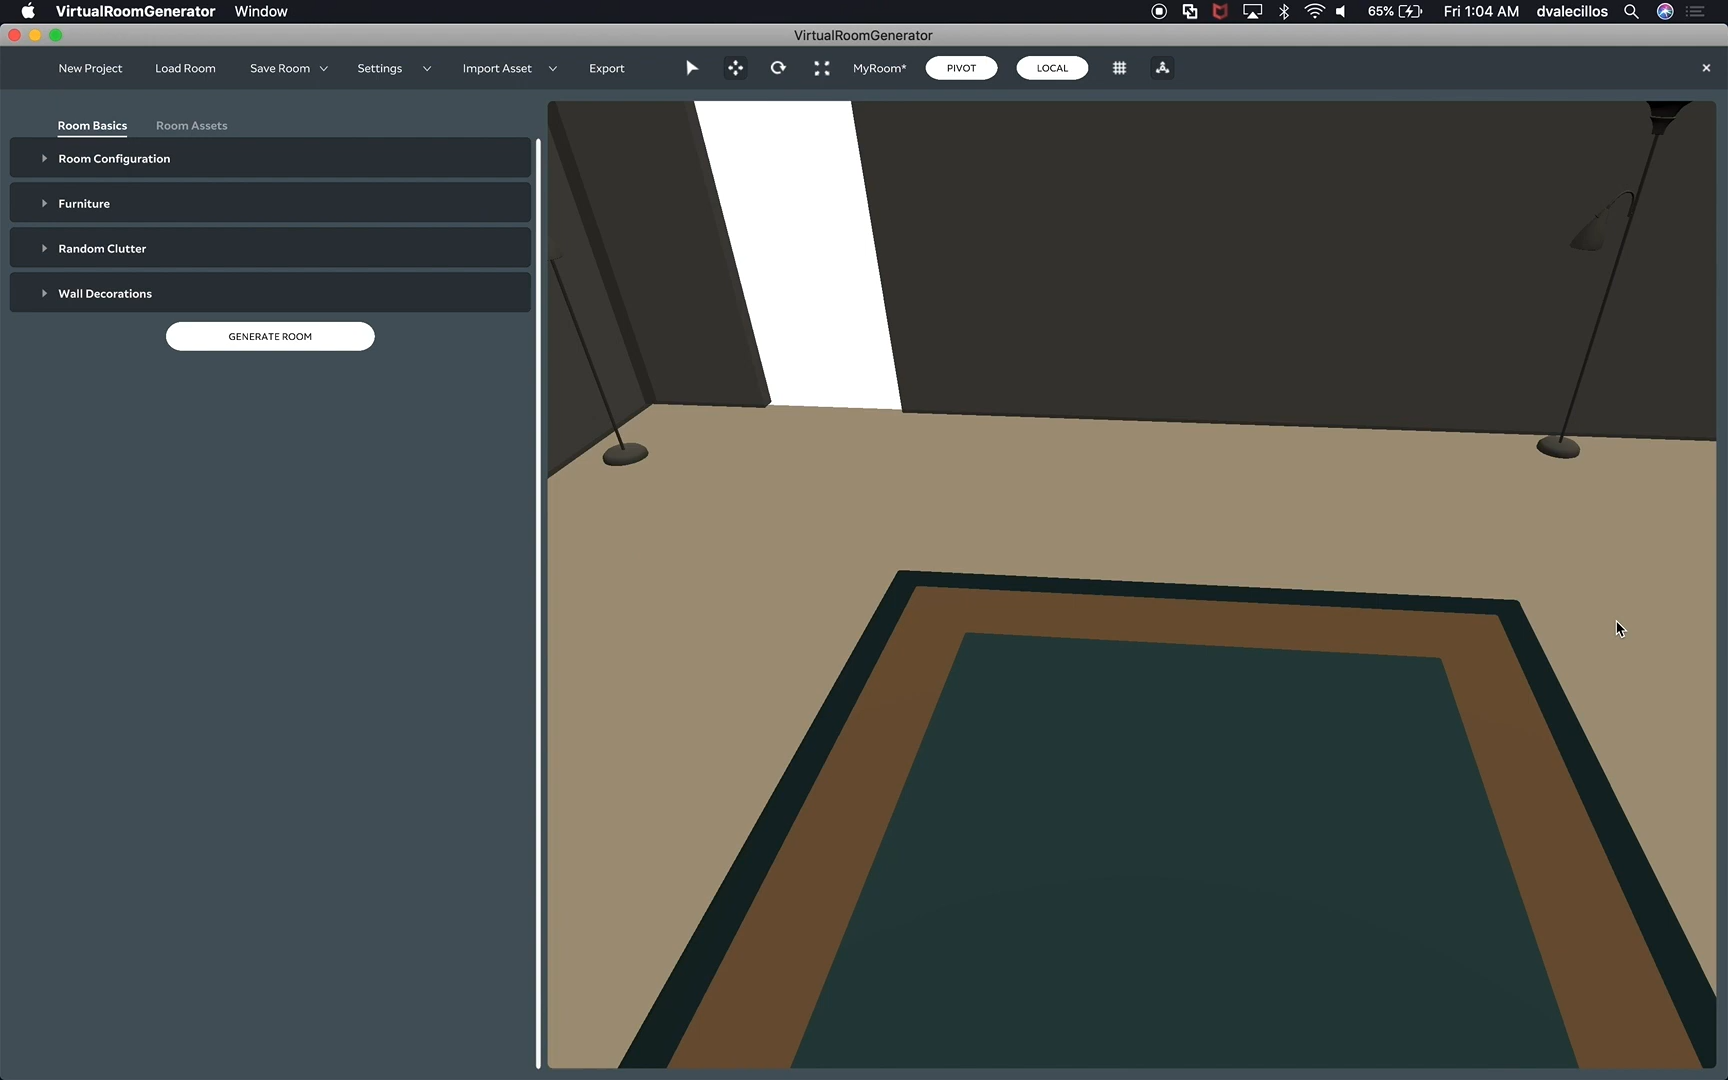 VirtualRoomGenerator Window 65% Fri 1:04 AM dvalecillos
VirtualRoomGenerator
New Project Load Room Save Room Settings Import Asset Export MyRoom* PIVOT LOCAL
Room Basics Room Assets
Room Configuration
Furniture
Random Clutter
Wall Decorations
GENERATE ROOM